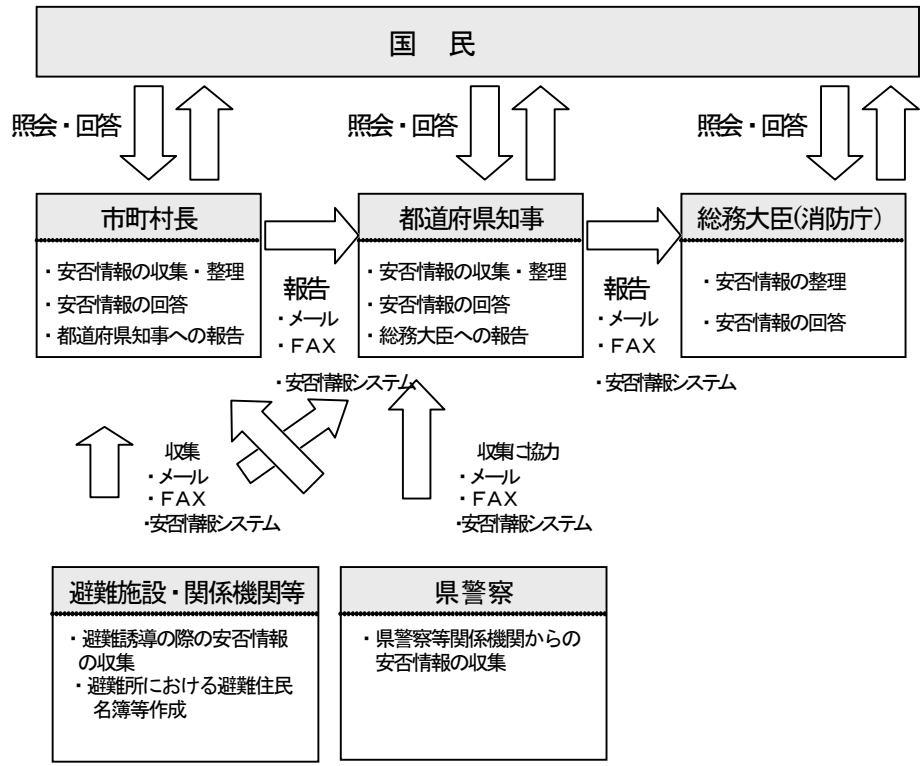 国　民
照会・回答
照会・回答
照会・回答
市町村長
・安否情報の収集・整理
・安否情報の回答
・都道府県知事への報告
報告
・メール
・FAX
・安否情報システム
都道府県知事
・安否情報の収集・整理
・安否情報の回答
・総務大臣への報告
報告
・メール
・FAX
・安否情報システム
総務大臣(消防庁)
・安否情報の整理
・安否情報の回答
収集
・メール
・FAX
・安否情報システム
収集に協力
・メール
・FAX
・安否情報システム
避難施設・関係機関等
・避難誘導の際の安否情報
の収集
・避難所における避難住民
名簿等作成
県警察
・県警察等関係機関からの
安否情報の収集